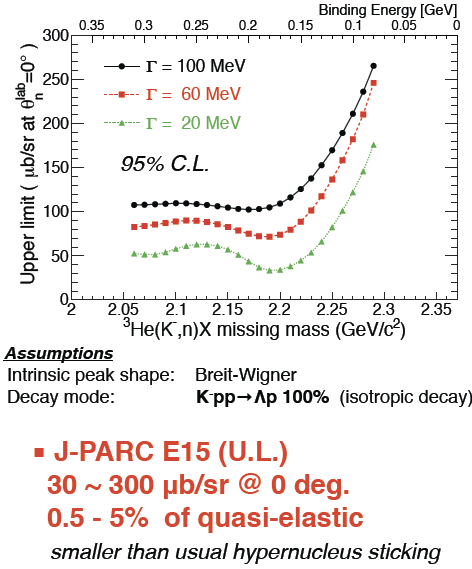 Binding Energy [GeV]
0.35 0.3 0.25 0.2 0.15 0.1 0.05 0
Upper limit ( μb/sr at θₙˡᵃᵇ=0°)
300
250
200
150
100
50
0
Γ = 100 MeV
Γ = 60 MeV
Γ = 20 MeV
95% C.L.
2 2.05 2.1 2.15 2.2 2.25 2.3 2.35
³He(K⁻,n)X missing mass (GeV/c²)
Assumptions
Intrinsic peak shape: Breit-Wigner
Decay mode: K⁻pp→Λp 100% (isotropic decay)
▪ J-PARC E15 (U.L.)
30 ~ 300 μb/sr @ 0 deg.
0.5 - 5% of quasi-elastic
smaller than usual hypernucleus sticking